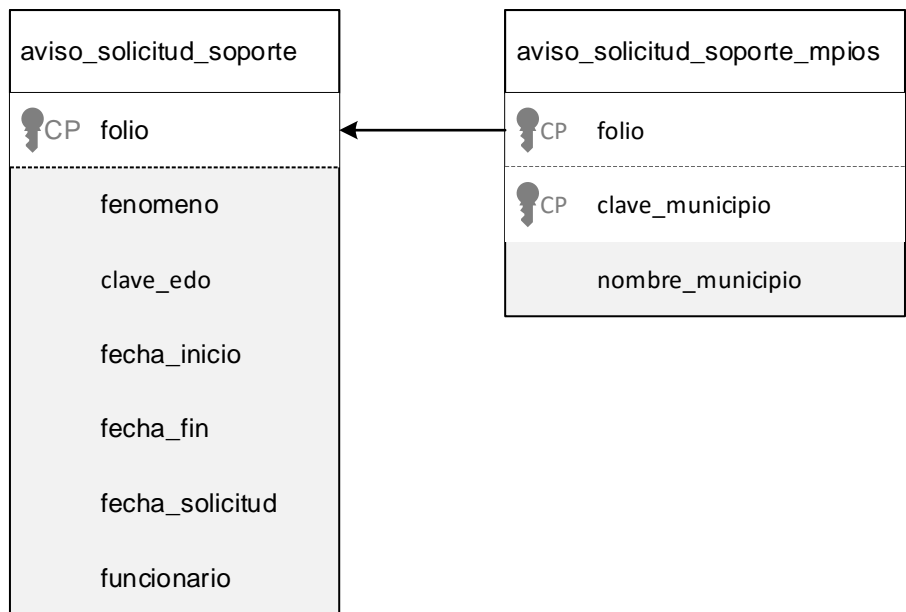 aviso_solicitud_soporte
CP folio
fenomeno
clave_edo
fecha_inicio
fecha_fin
fecha_solicitud
funcionario
aviso_solicitud_soporte_mpios
CP folio
CP clave_municipio
nombre_municipio